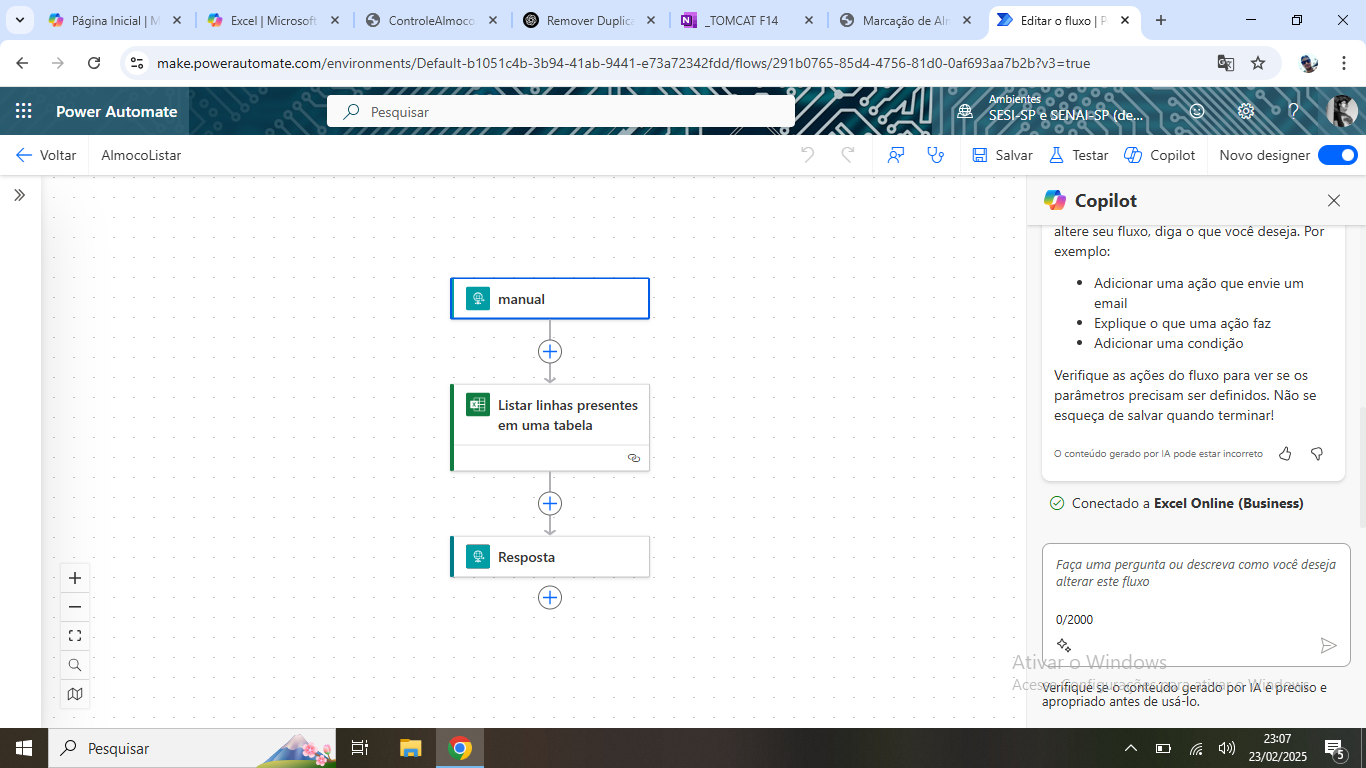 Página Inicial | M
Excel | Microsoft
ControleAlmoco
Remover Duplica
_TOMCAT F14
Marcação de Alm
Editar o fluxo | P
make.powerautomate.com/environments/Default-b1051c4b-3b94-41ab-9441-e73a72342fdd/flows/291b0765-85d4-4756-81d0-0af693aa7b2b?v3=true
Power Automate
Pesquisar
Ambientes
SESI-SP e SENAI-SP (de...
Voltar
AlmocoListar
Salvar
Testar
Copilot
Novo designer
Copilot
altere seu fluxo, diga o que você deseja. Por
exemplo:
• Adicionar uma ação que envie um
email
• Explique o que uma ação faz
• Adicionar uma condição
Verifique as ações do fluxo para ver se os
parâmetros precisam ser definidos. Não se
esqueça de salvar quando terminar!
O conteúdo gerado por IA pode estar incorreto
Conectado a Excel Online (Business)
Faça uma pergunta ou descreva como você deseja
alterar este fluxo
0/2000
Ativar o Windows
Acesse Configurações para ativar o Windows.
Verifique se o conteúdo gerado por IA é preciso e
apropriado antes de usá-lo.
manual
Listar linhas presentes
em uma tabela
Resposta
Pesquisar
23:07
23/02/2025
5